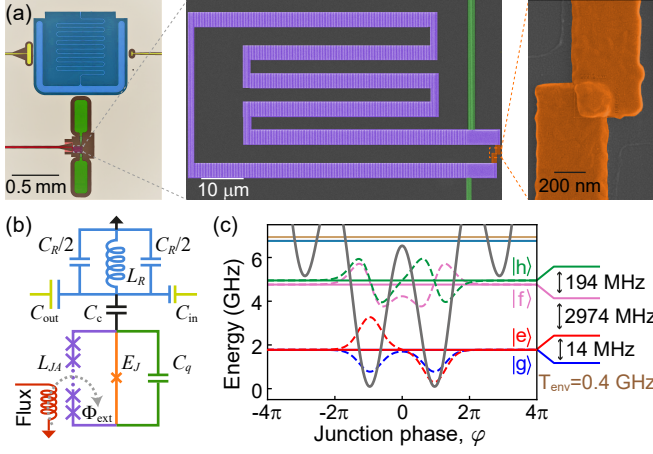 (a)
0.5 mm
10 μm
200 nm
(b)
C_R/2
C_R/2
L_R
C_out
C_c
C_in
L_JA
E_J
C_q
Flux
Φ_ext
(c)
Energy (GHz)
6
4
2
0
-4π
-2π
0
2π
4π
Junction phase, φ
|h⟩
|f⟩
|e⟩
|g⟩
194 MHz
2974 MHz
14 MHz
T_env=0.4 GHz